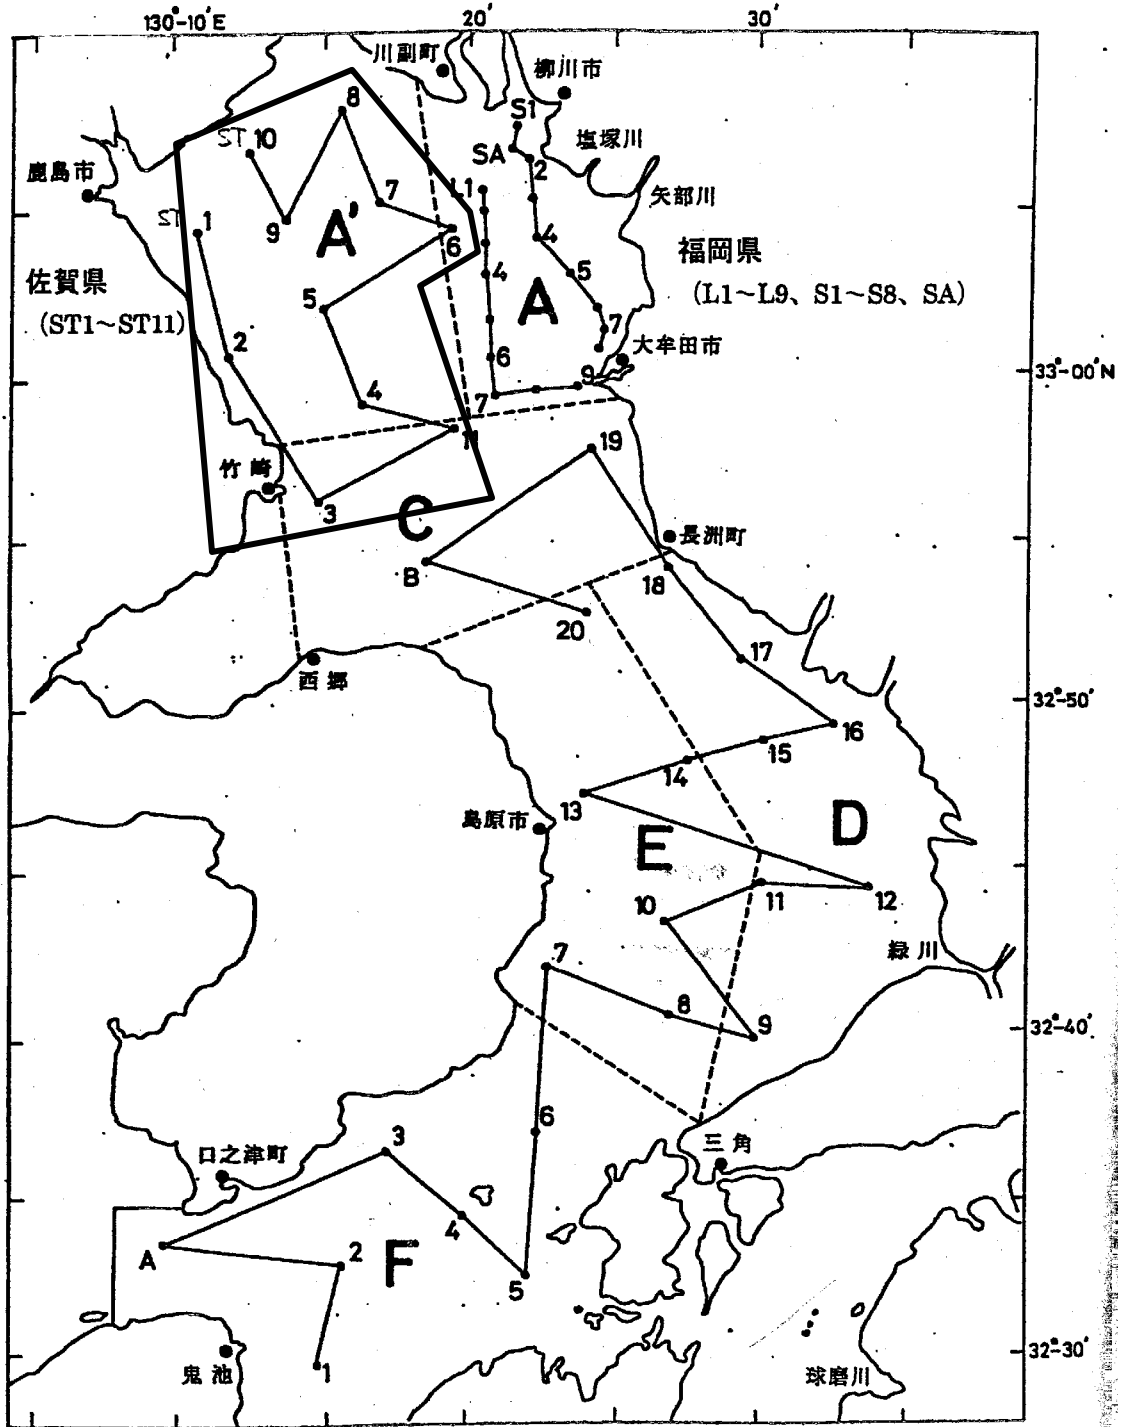 130°-10'E
20'
30'
川副町
柳川市
8
S1
ST 10
SA
2
塩塚川
鹿島市
7
L1
矢部川
ST 1
9
A'
6
4
福岡県
佐賀県
(L1~L9、S1~S8、SA)
5
4
A
5
(ST1~ST11)
7
大牟田市
2
6
9
33°-00'N
4
7
11
19
竹崎
3
C
長洲町
B
18
20
17
西郷
32°-50'
16
15
14
13
島原市
D
E
11
12
10
緑川
7
8
9
32°-40'
6
3
三角
口之津町
4
A
2
F
5
32°-30'
鬼池
1
球磨川